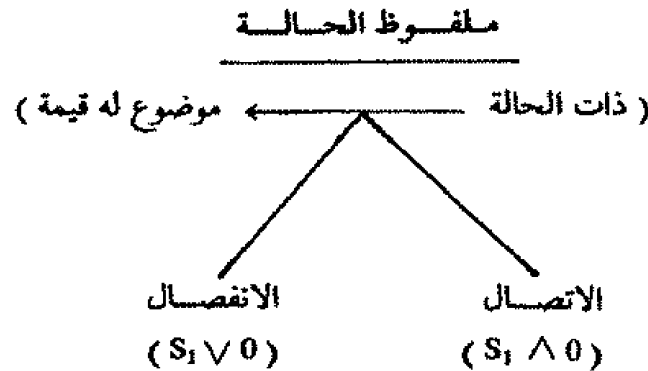 ملفوظ الحالة
( ذات الحالة ← موضوع له قيمة )
الاتصال الانفصال
( S₁ ∧ 0 ) ( S₁ ∨ 0 )